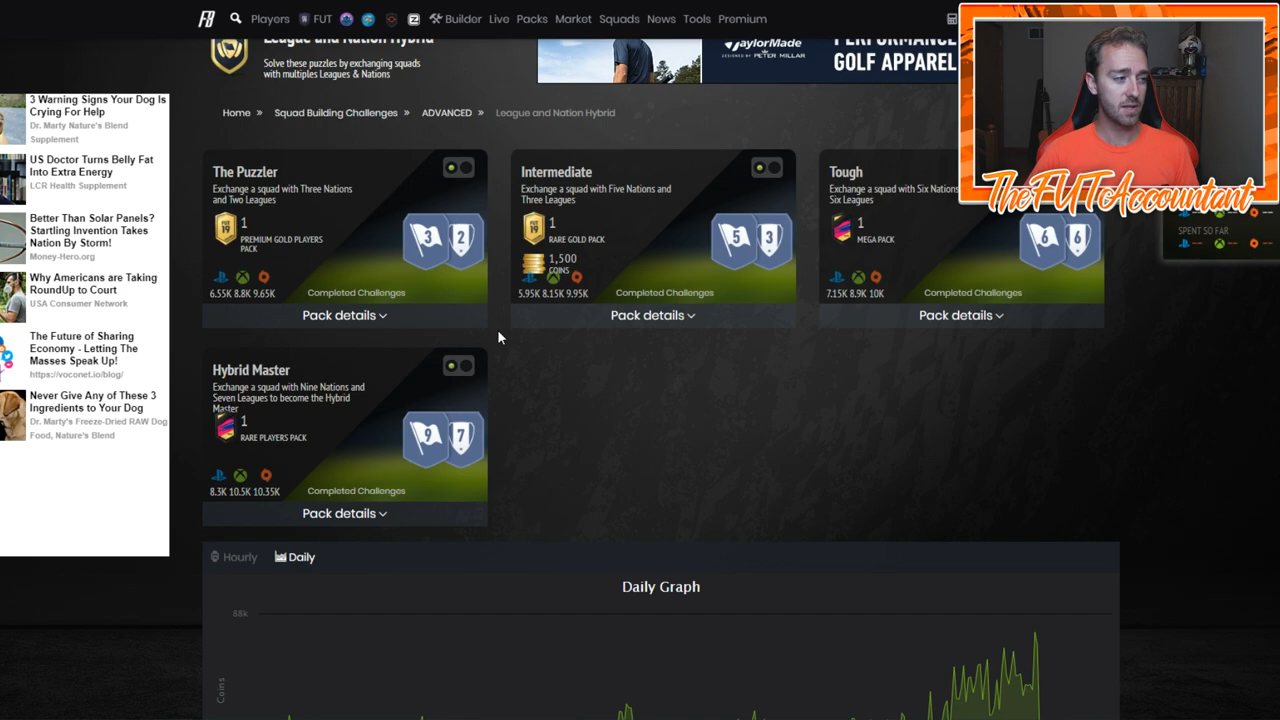 FB Players FUT Builder Live Packs Market Squads News Tools Premium
League and Nation Hybrid
Solve these puzzles by exchanging squads
with multiple Leagues & Nations
TaylorMade
DESIGNED BY PETER MILLAR
PERFORMANCE
GOLF APPAREL
TheFUTAccountant
3 Warning Signs Your Dog Is
Crying For Help
Dr. Marty Nature's Blend
Supplement
US Doctor Turns Belly Fat
Into Extra Energy
LCR Health Supplement
Better Than Solar Panels?
Startling Invention Takes
Nation By Storm!
Money-Hero.org
Why Americans are Taking
RoundUp to Court
USA Consumer Network
The Future of Sharing
Economy - Letting The
Masses Speak Up!
https://voconet.io/blog/
Never Give Any of These 3
Ingredients to Your Dog
Dr. Marty's Freeze-Dried RAW Dog
Food, Nature's Blend
Home » Squad Building Challenges » ADVANCED » League and Nation Hybrid
The Puzzler
Exchange a squad with Three Nations
and Two Leagues
FUT
19
1
PREMIUM GOLD PLAYERS
PACK
3 2
6.55K 8.8K 9.65K
Completed Challenges
Pack details
Intermediate
Exchange a squad with Five Nations and
Three Leagues
FUT
19
1
RARE GOLD PACK
1,500
COINS
5 3
5.95K 8.15K 9.95K
Completed Challenges
Pack details
Tough
Exchange a squad with Six Nations
Six Leagues
1
MEGA PACK
6 6
7.15K 8.9K 10K
Completed Challenges
Pack details
SPENT SO FAR
Hybrid Master
Exchange a squad with Nine Nations and
Seven Leagues to become the Hybrid
Master
1
RARE PLAYERS PACK
9 7
8.3K 10.5K 10.35K
Completed Challenges
Pack details
Hourly Daily
Daily Graph
88k
Coins